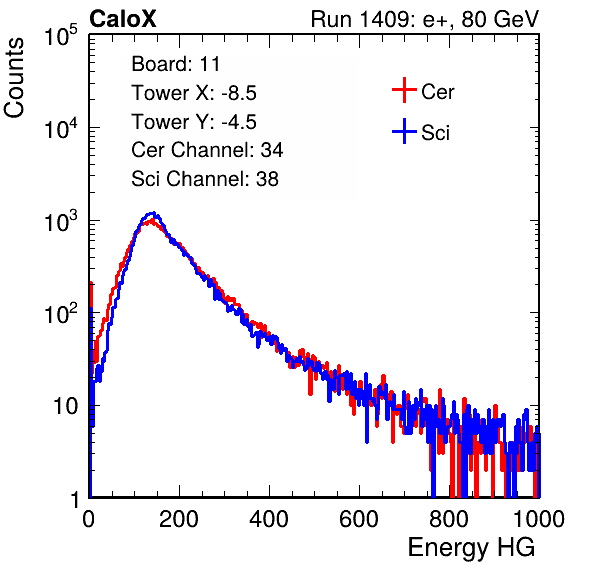 CaloX Run 1409: e+, 80 GeV
Counts
Board: 11
Tower X: -8.5
Tower Y: -4.5
Cer Channel: 34
Sci Channel: 38
Cer
Sci
10^5
10^4
10^3
10^2
10
1
0 200 400 600 800 1000
Energy HG